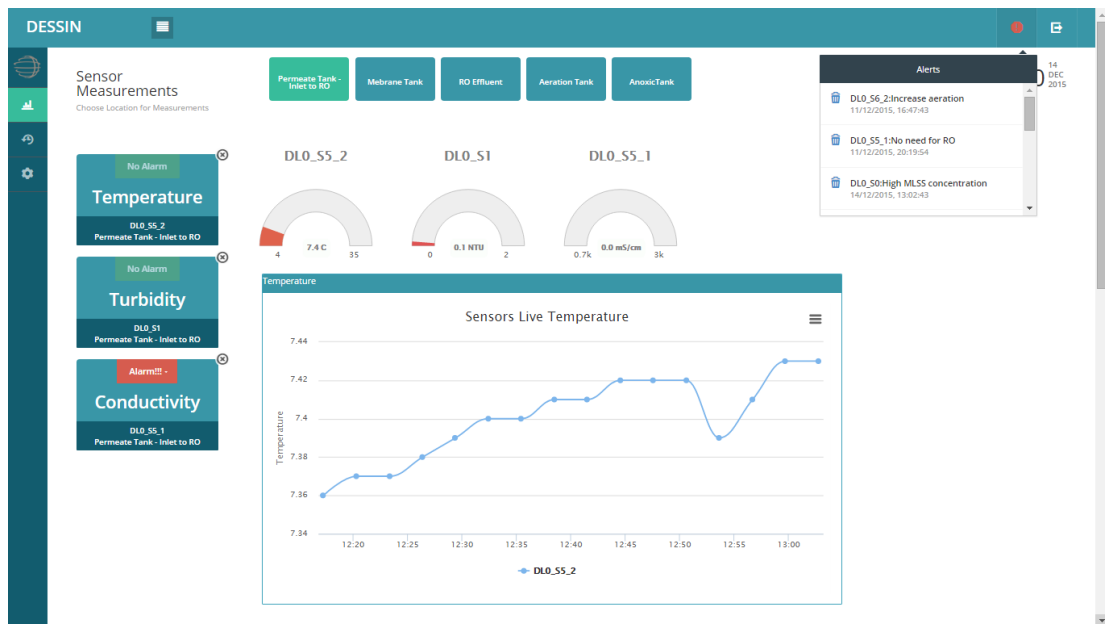 DESSIN
Sensor
Measurements
Choose Location for Measurements
Permeate Tank -
Inlet to RO
Mebrane Tank
RO Effluent
Aeration Tank
AnoxicTank
Alerts
DL0_S6_2:Increase aeration
11/12/2015, 16:47:43
DL0_S5_1:No need for RO
11/12/2015, 20:19:54
DL0_S0:High MLSS concentration
14/12/2015, 13:02:43
14
DEC
2015
No Alarm
Temperature
DL0_S5_2
Permeate Tank - Inlet to RO
No Alarm
Turbidity
DL0_S1
Permeate Tank - Inlet to RO
Alarm!!! -
Conductivity
DL0_S5_1
Permeate Tank - Inlet to RO
DL0_S5_2
7.4 C
4 35
DL0_S1
0.1 NTU
0 2
DL0_S5_1
0.0 mS/cm
0.7k 3k
Temperature
Sensors Live Temperature
Temperature
7.44
7.42
7.4
7.38
7.36
7.34
12:20 12:25 12:30 12:35 12:40 12:45 12:50 12:55 13:00
DL0_S5_2